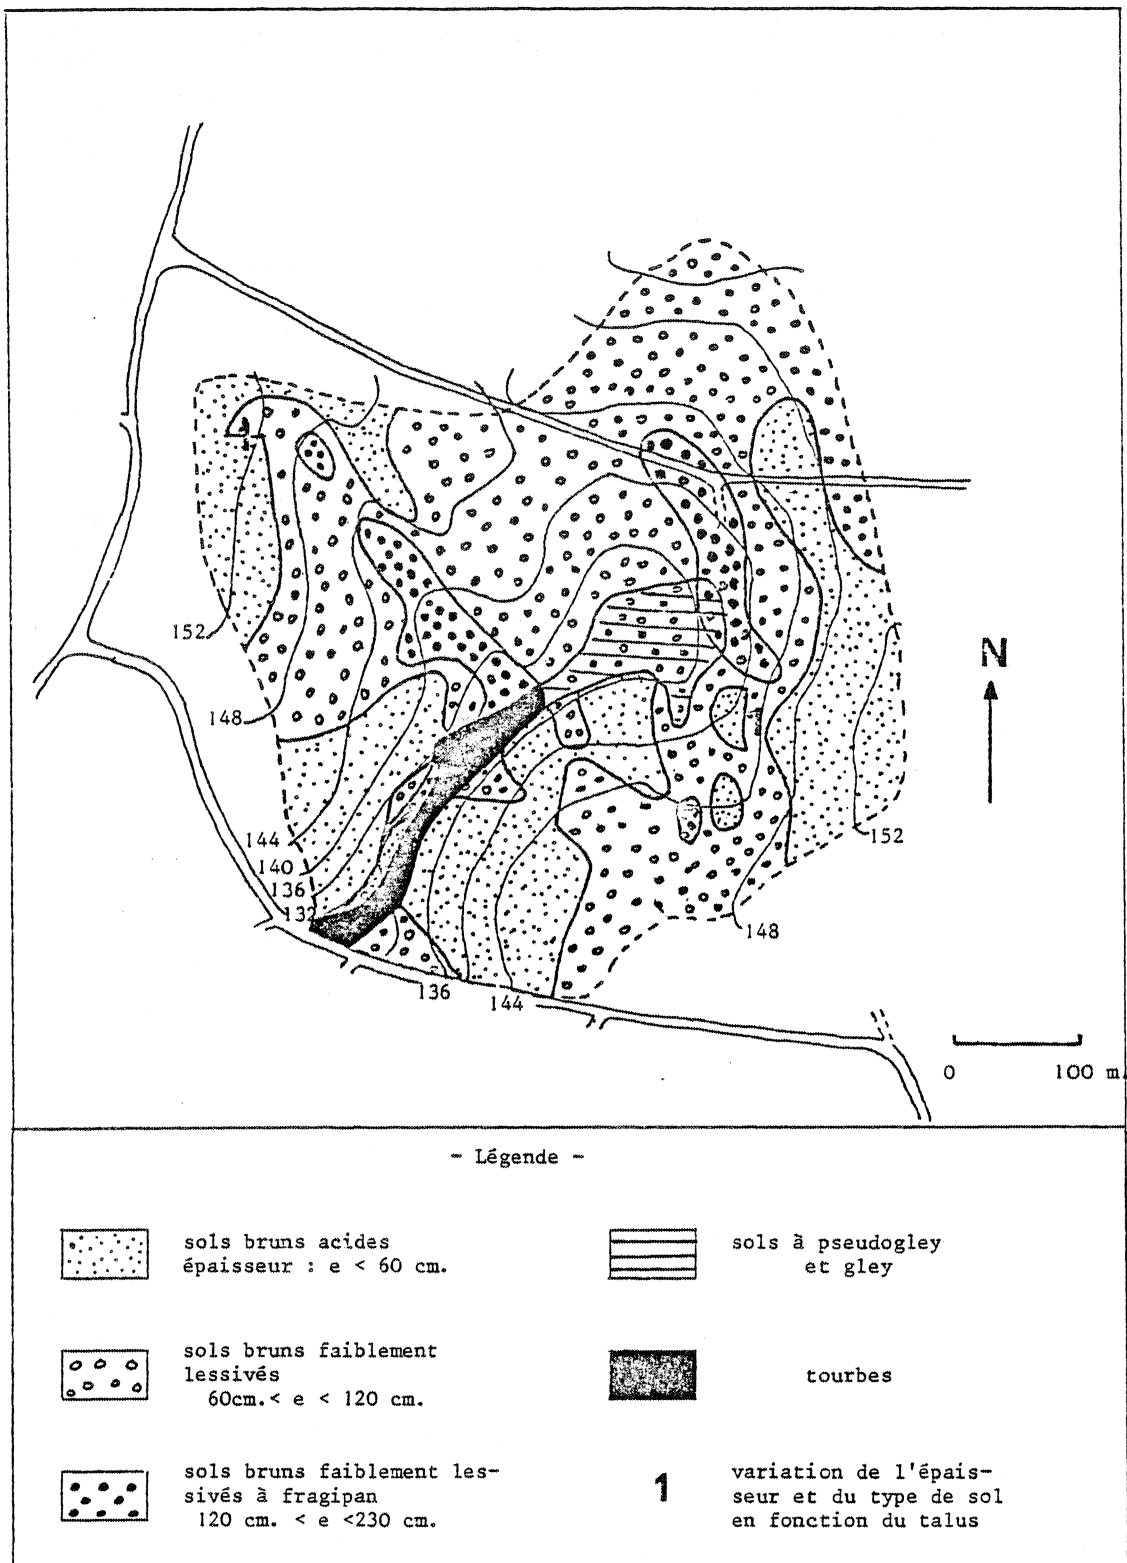 1
152
148
144
140
136
132
136
144
148
152
N
0 100 m.
- Légende -
sols bruns acides
épaisseur : e < 60 cm.
sols bruns faiblement
lessivés
60cm.< e < 120 cm.
sols bruns faiblement les-
sivés à fragipan
120 cm. < e <230 cm.
sols à pseudogley
et gley
tourbes
1
variation de l'épais-
seur et du type de sol
en fonction du talus